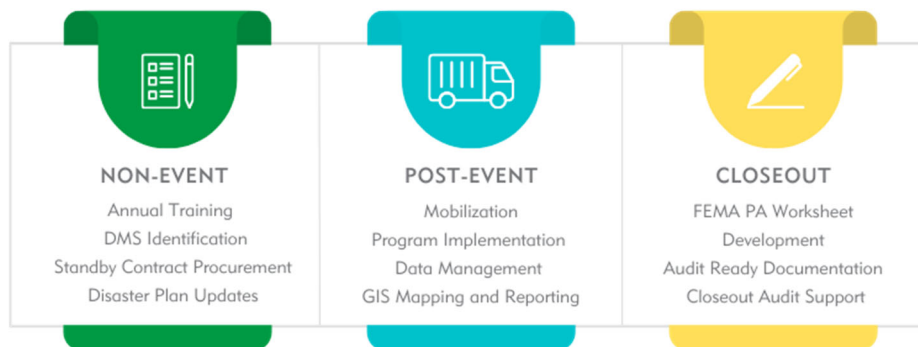 NON-EVENT
Annual Training
DMS Identification
Standby Contract Procurement
Disaster Plan Updates
POST-EVENT
Mobilization
Program Implementation
Data Management
GIS Mapping and Reporting
CLOSEOUT
FEMA PA Worksheet
Development
Audit Ready Documentation
Closeout Audit Support